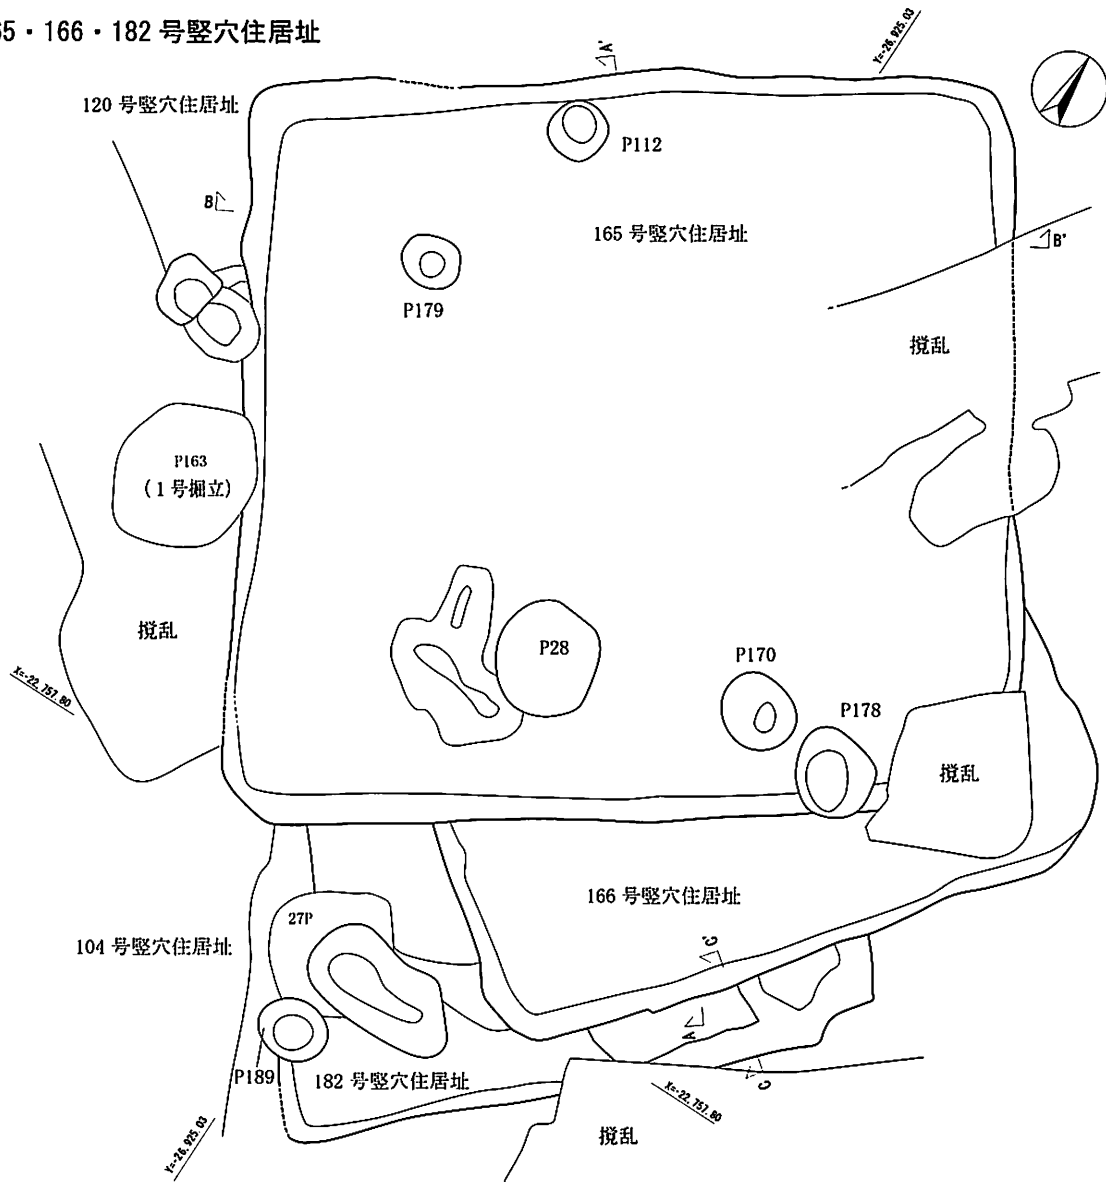 65・166・182 号竪穴住居址
Y=-26,925.03
A'
120 号竪穴住居址
P112
B
165 号竪穴住居址
B'
P179
撹乱
P163
(1号掘立)
撹乱
P28
P170
P178
X=-22,757.80
撹乱
166 号竪穴住居址
27P
104 号竪穴住居址
C'
A
P189
182 号竪穴住居址
C
X=-22,757.80
Y=-26,925.03
撹乱